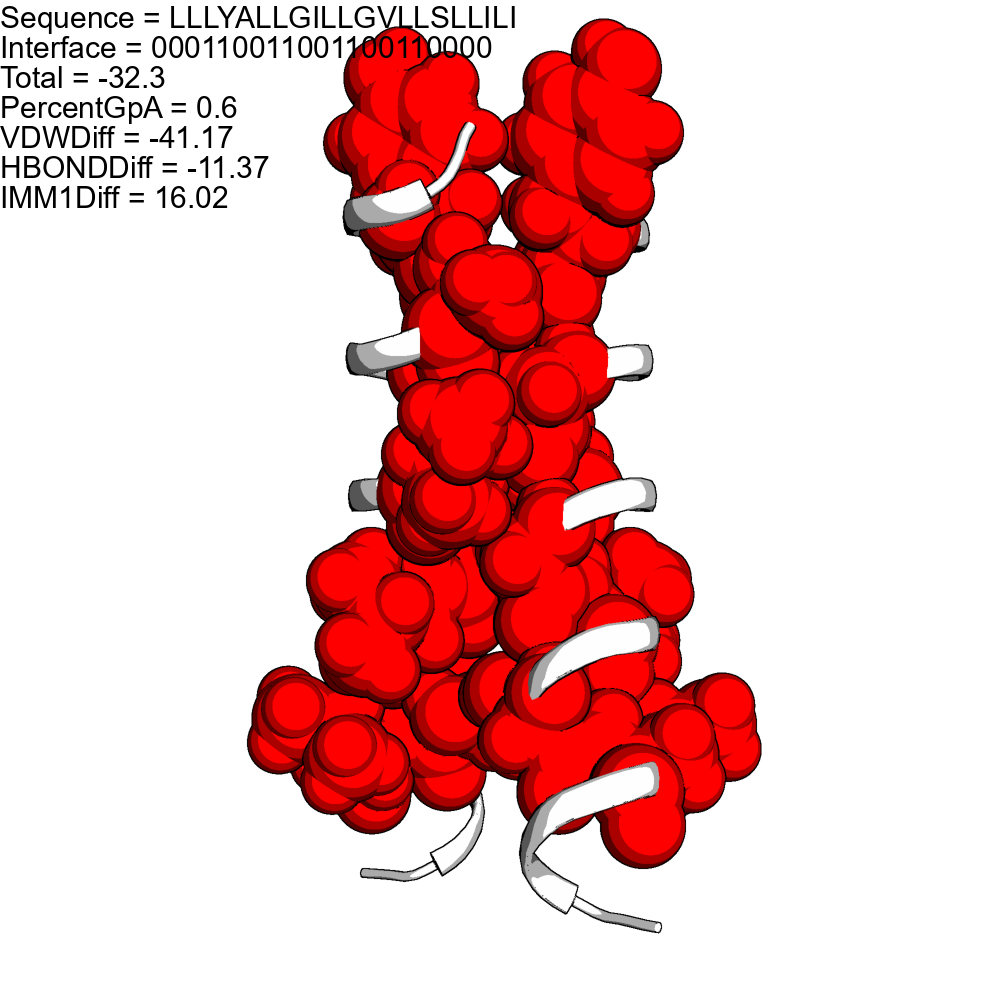 Sequence = LLLYALLGILLGVLLSLLILI
Interface = 000110011001100110000
Total = -32.3
PercentGpA = 0.6
VDWDiff = -41.17
HBONDDiff = -11.37
IMM1Diff = 16.02